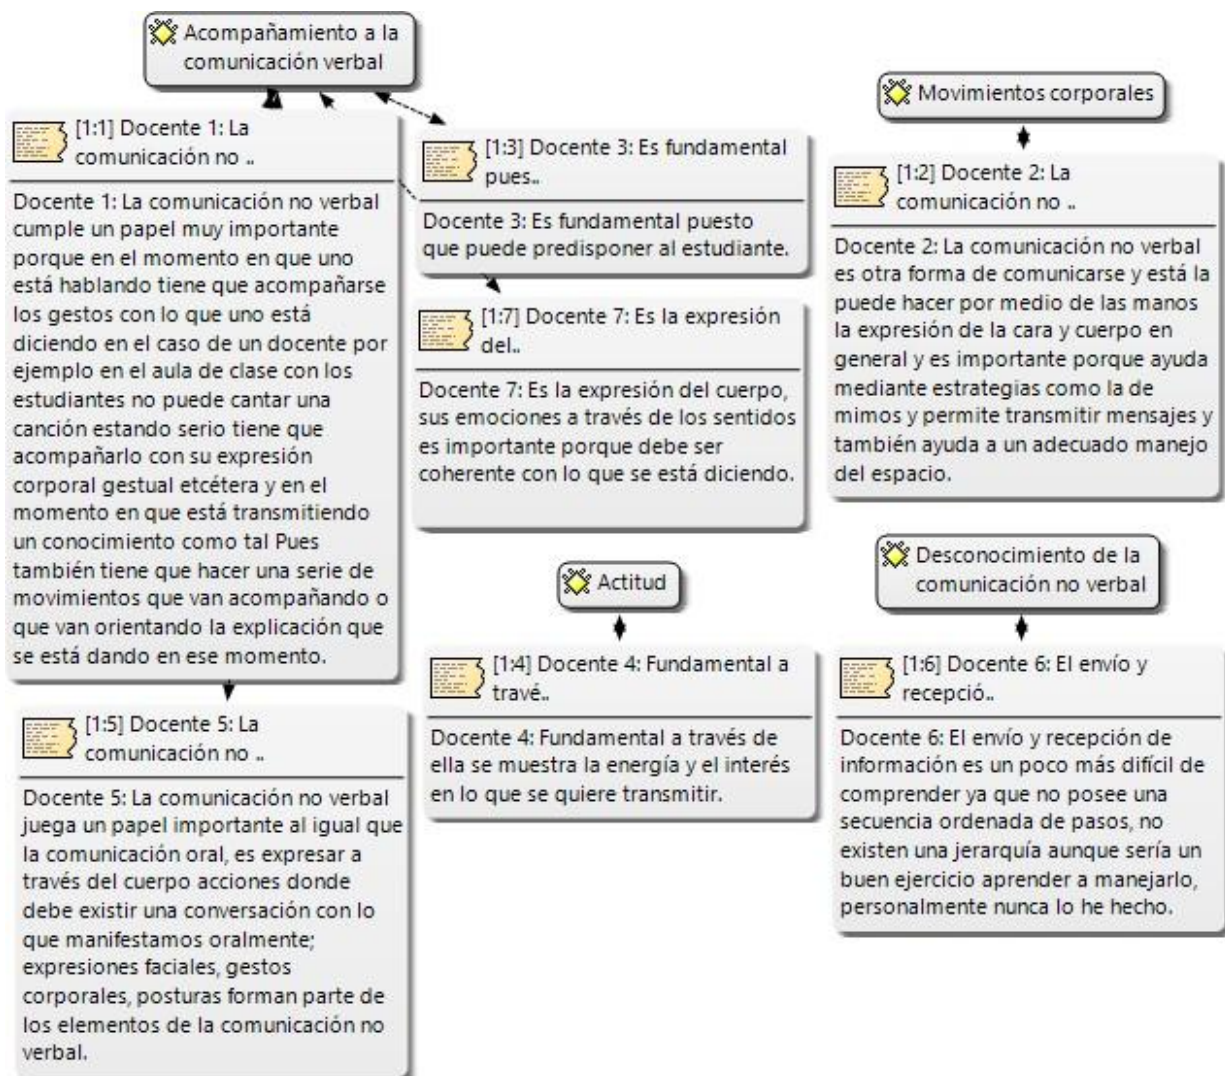 Acompañamiento a la
comunicación verbal
[1:1] Docente 1: La
comunicación no ..
Docente 1: La comunicación no verbal
cumple un papel muy importante
porque en el momento en que uno
está hablando tiene que acompañarse
los gestos con lo que uno está
diciendo en el caso de un docente por
ejemplo en el aula de clase con los
estudiantes no puede cantar una
canción estando serio tiene que
acompañarlo con su expresión
corporal gestual etcétera y en el
momento en que está transmitiendo
un conocimiento como tal Pues
también tiene que hacer una serie de
movimientos que van acompañando o
que van orientando la explicación que
se está dando en ese momento.
[1:5] Docente 5: La
comunicación no ..
Docente 5: La comunicación no verbal
juega un papel importante al igual que
la comunicación oral, es expresar a
través del cuerpo acciones donde
debe existir una conversación con lo
que manifestamos oralmente;
expresiones faciales, gestos
corporales, posturas forman parte de
los elementos de la comunicación no
verbal.
[1:3] Docente 3: Es fundamental
pues..
Docente 3: Es fundamental puesto
que puede predisponer al estudiante.
[1:7] Docente 7: Es la expresión
del..
Docente 7: Es la expresión del cuerpo,
sus emociones a través de los sentidos
es importante porque debe ser
coherente con lo que se está diciendo.
Actitud
[1:4] Docente 4: Fundamental a
travé..
Docente 4: Fundamental a través de
ella se muestra la energía y el interés
en lo que se quiere transmitir.
Movimientos corporales
[1:2] Docente 2: La
comunicación no ..
Docente 2: La comunicación no verbal
es otra forma de comunicarse y está la
puede hacer por medio de las manos
la expresión de la cara y cuerpo en
general y es importante porque ayuda
mediante estrategias como la de
mimos y permite transmitir mensajes y
también ayuda a un adecuado manejo
del espacio.
Desconocimiento de la
comunicación no verbal
[1:6] Docente 6: El envío y
recepció..
Docente 6: El envío y recepción de
información es un poco más difícil de
comprender ya que no posee una
secuencia ordenada de pasos, no
existen una jerarquía aunque sería un
buen ejercicio aprender a manejarlo,
personalmente nunca lo he hecho.